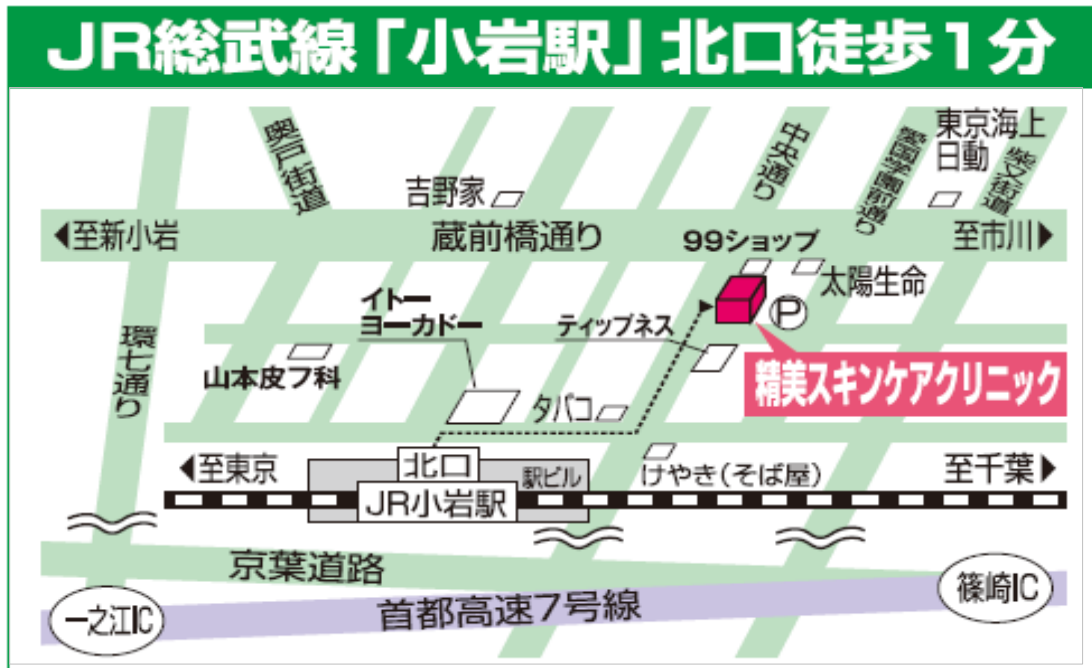 JR総武線「小岩駅」北口徒歩1分
奥戸街道
中央通り
愛国学園前通り
東京海上
日動
柴又街道
吉野家
◀至新小岩
蔵前橋通り
99ショップ
至市川▶
太陽生命
イトー
ヨーカドー
ティップネス
P
環七通り
山本皮フ科
精美スキンケアクリニック
タバコ
◀至東京
北口
駅ビル
けやき(そば屋)
至千葉▶
JR小岩駅
京葉道路
篠崎IC
一之江IC
首都高速7号線